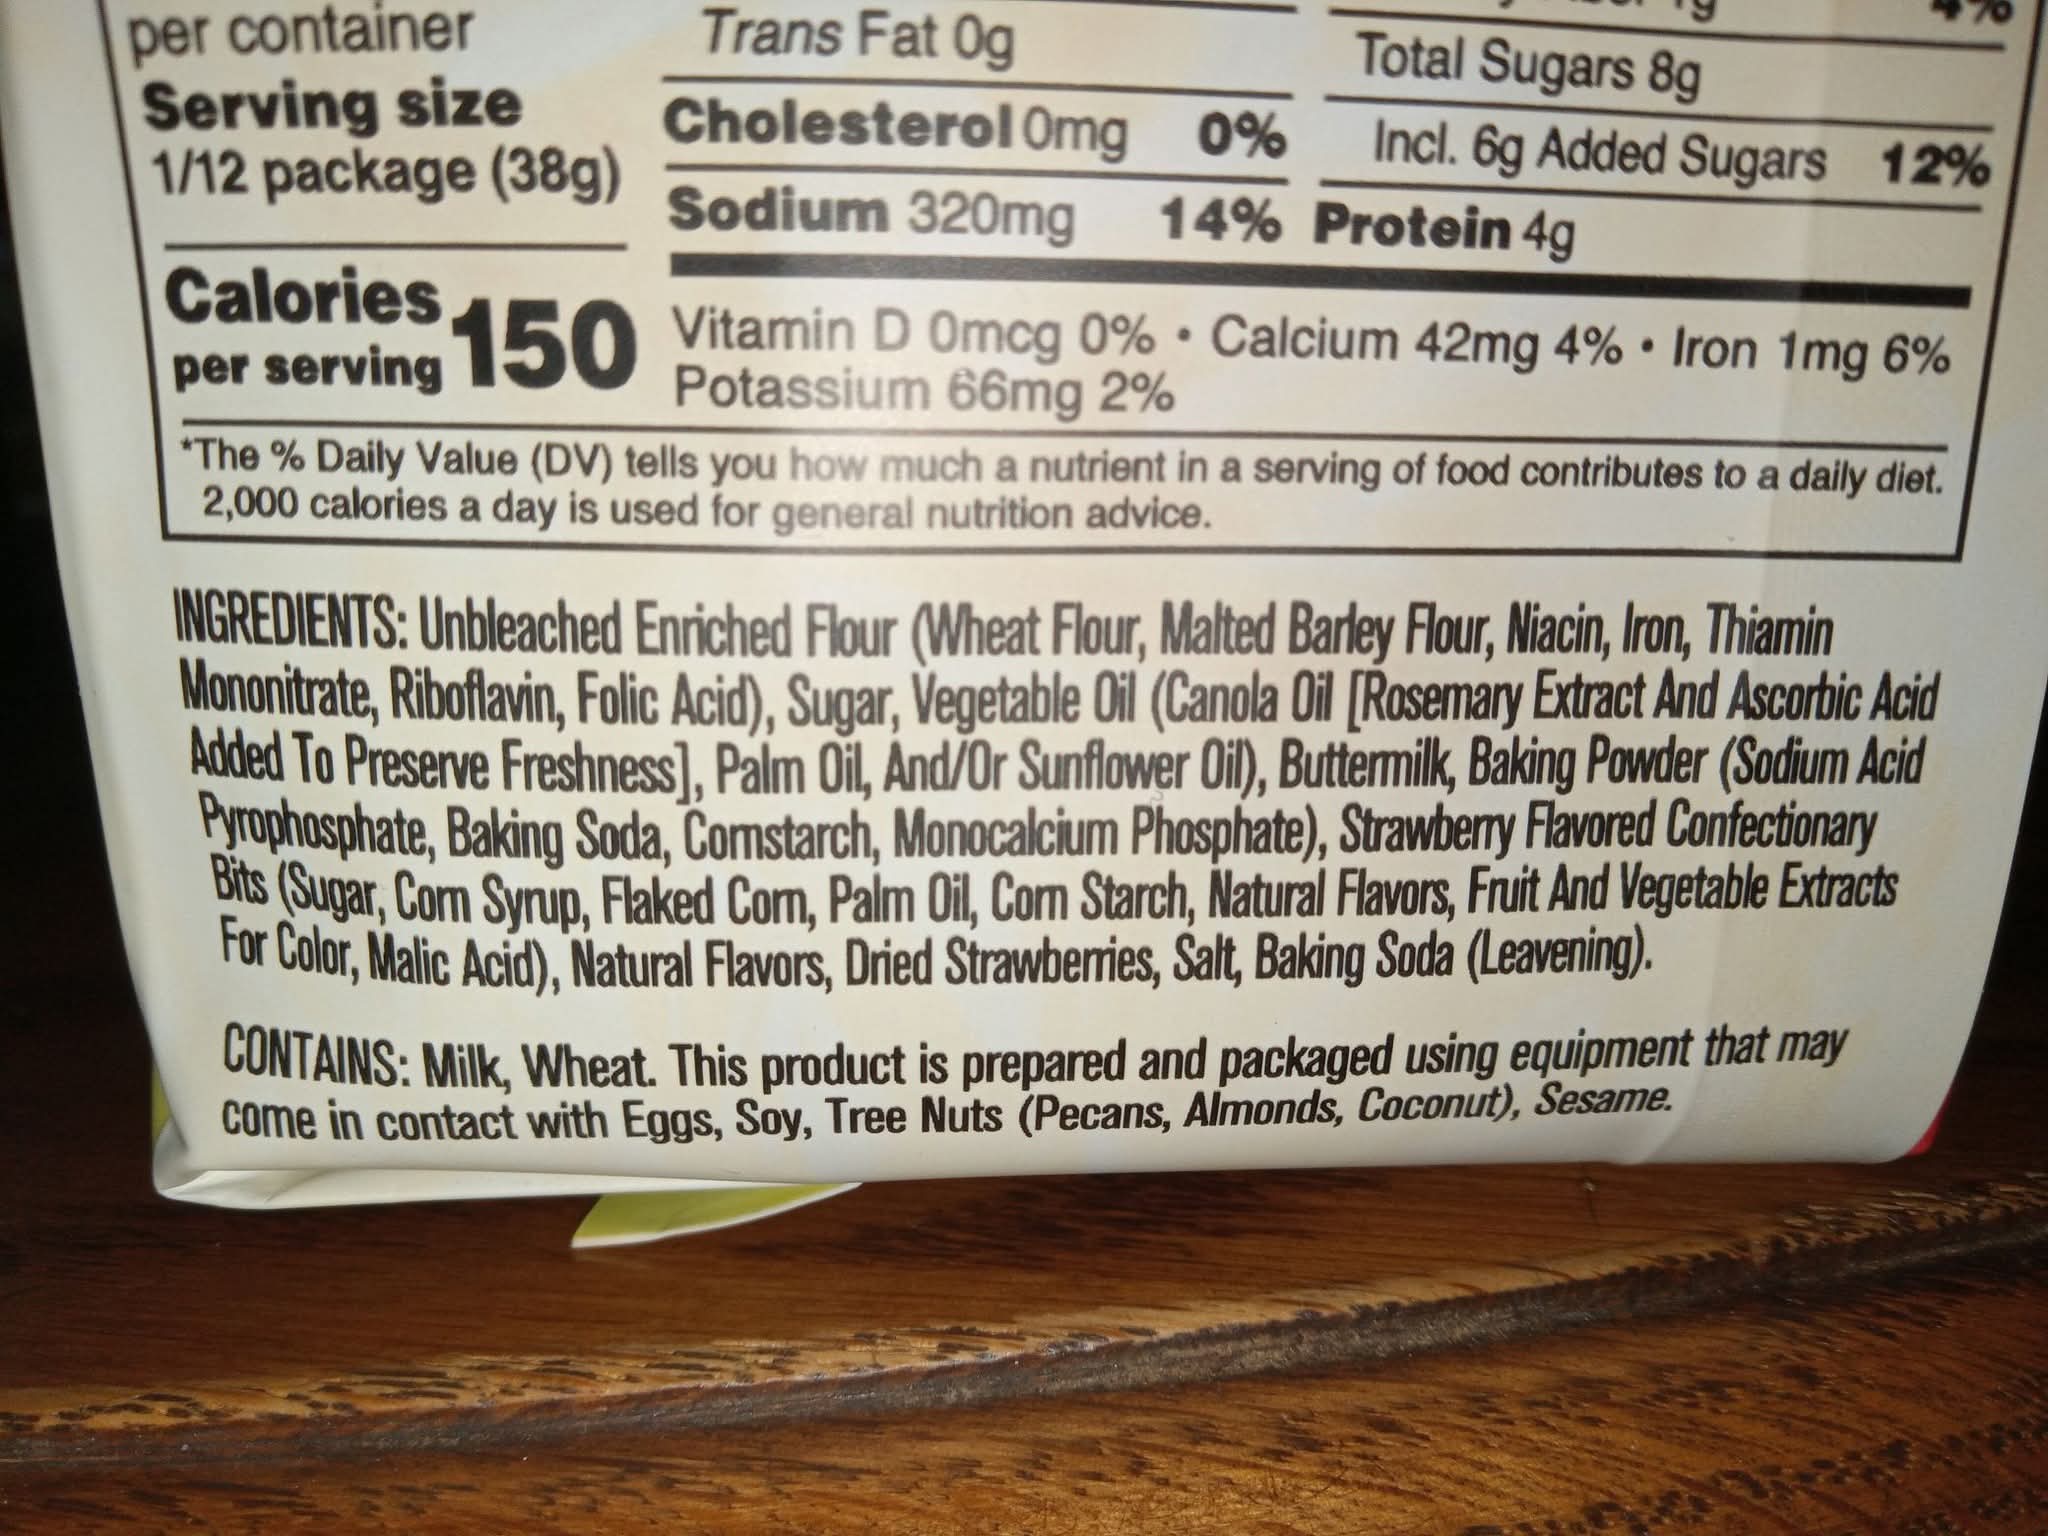 per container
Serving size
1/12 package (38g)
Calories
per serving 150
Trans Fat 0g
Cholesterol 0mg 0%
Sodium 320mg 14%
1g 4%
Total Sugars 8g
Incl. 6g Added Sugars 12%
Protein 4g
Vitamin D 0mcg 0% • Calcium 42mg 4% • Iron 1mg 6%
Potassium 66mg 2%
*The % Daily Value (DV) tells you how much a nutrient in a serving of food contributes to a daily diet.
2,000 calories a day is used for general nutrition advice.
INGREDIENTS: Unbleached Enriched Flour (Wheat Flour, Malted Barley Flour, Niacin, Iron, Thiamin
Mononitrate, Riboflavin, Folic Acid), Sugar, Vegetable Oil (Canola Oil [Rosemary Extract And Ascorbic Acid
Added To Preserve Freshness], Palm Oil, And/Or Sunflower Oil), Buttermilk, Baking Powder (Sodium Acid
Pyrophosphate, Baking Soda, Cornstarch, Monocalcium Phosphate), Strawberry Flavored Confectionary
Bits (Sugar, Corn Syrup, Flaked Corn, Palm Oil, Corn Starch, Natural Flavors, Fruit And Vegetable Extracts
For Color, Malic Acid), Natural Flavors, Dried Strawberries, Salt, Baking Soda (Leavening).
CONTAINS: Milk, Wheat. This product is prepared and packaged using equipment that may
come in contact with Eggs, Soy, Tree Nuts (Pecans, Almonds, Coconut), Sesame.